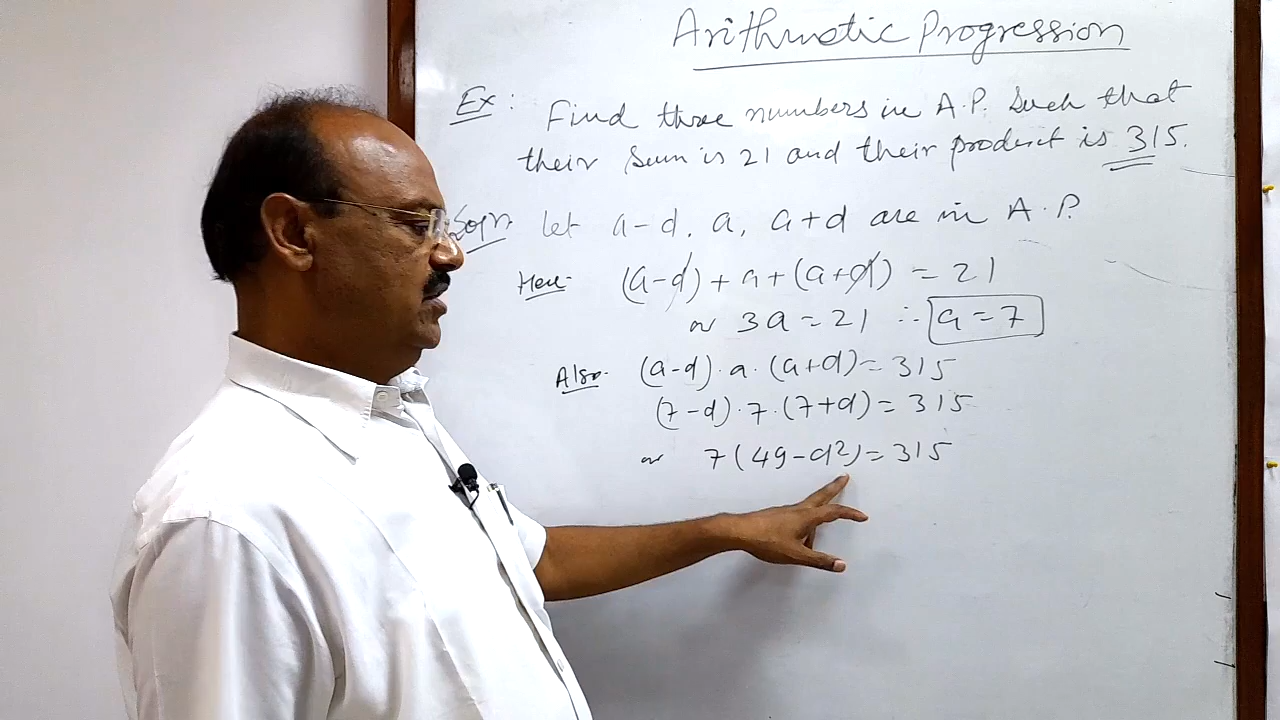 Arithmetic Progression
Ex: Find three numbers in A.P. Such that
their Sum is 21 and their product is 315.
Soln. Let a-d, a, a+d are in A.P.
Here- (a-d) + a + (a+d) = 21
or 3a = 21 ∴ a = 7
Also- (a-d) · a · (a+d) = 315
(7-d) · 7 · (7+d) = 315
or 7(49-d²) = 315